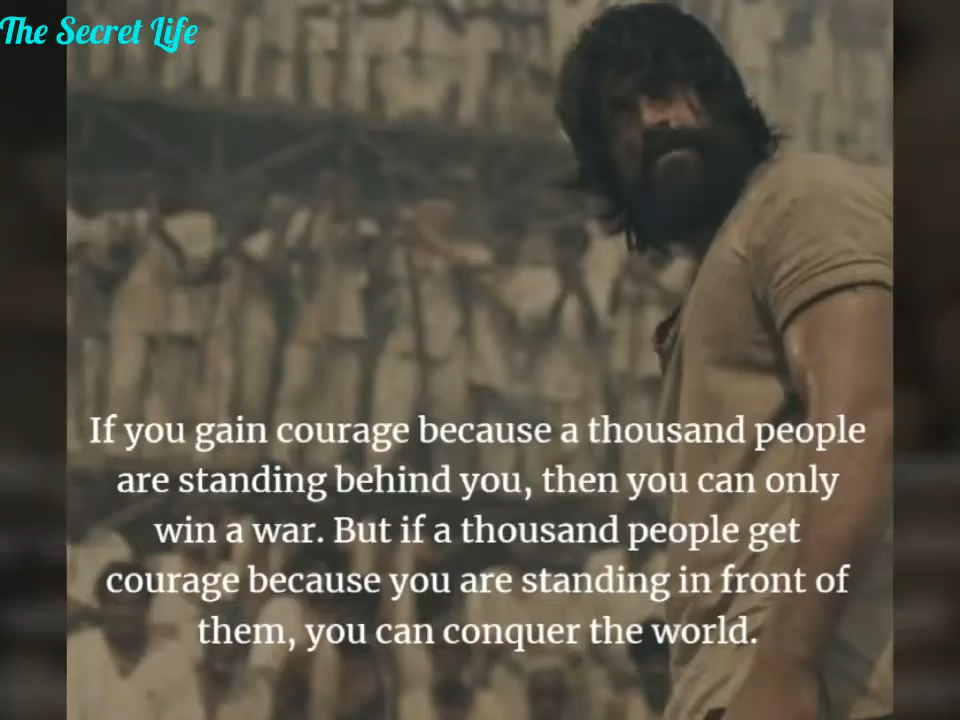 The Secret Life
If you gain courage because a thousand people
are standing behind you, then you can only
win a war. But if a thousand people get
courage because you are standing in front of
them, you can conquer the world.